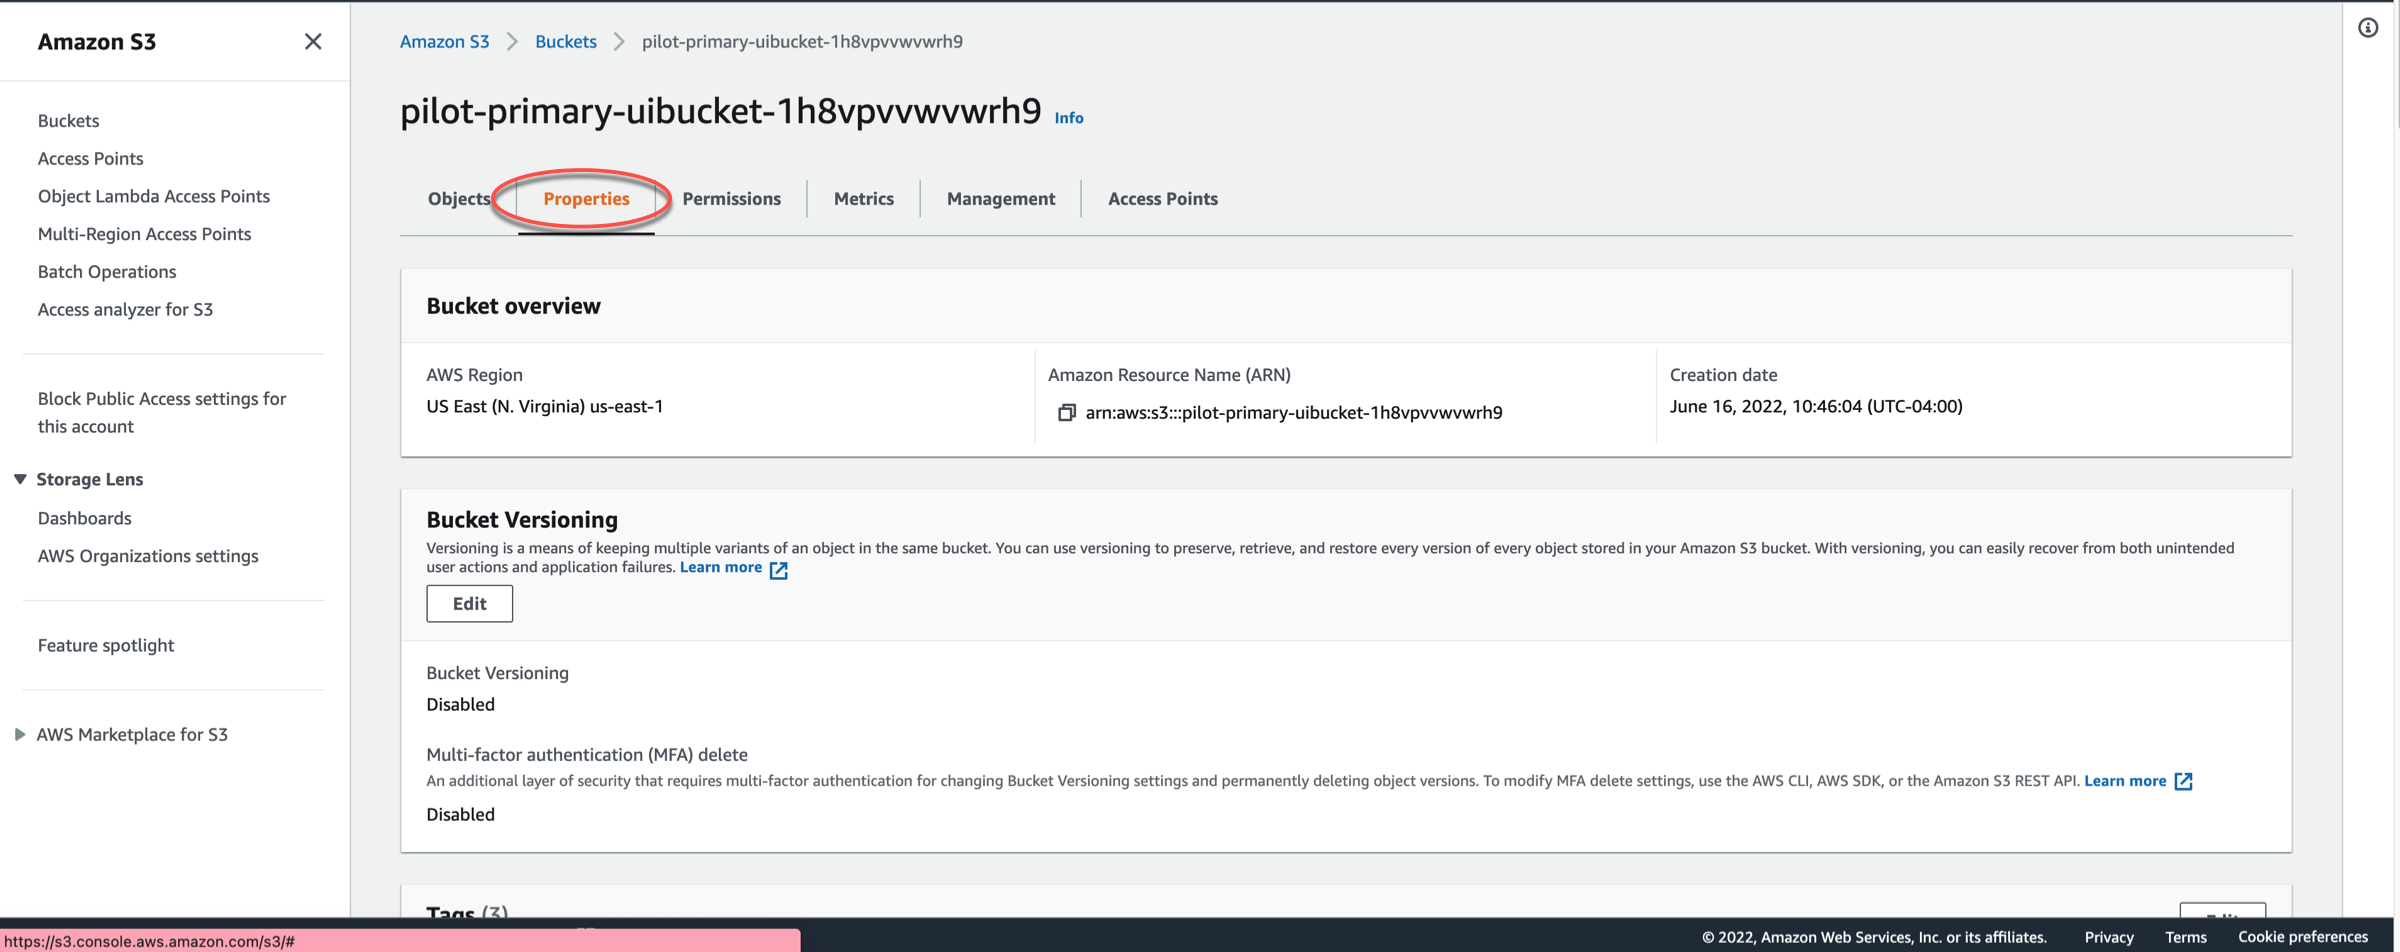 Amazon S3
Buckets
Access Points
Object Lambda Access Points
Multi-Region Access Points
Batch Operations
Access analyzer for S3
Block Public Access settings for
this account
Storage Lens
Dashboards
AWS Organizations settings
Feature spotlight
AWS Marketplace for S3
Amazon S3 Buckets pilot-primary-uibucket-1h8vpvvwvwrh9
pilot-primary-uibucket-1h8vpvvwvwrh9 Info
Objects Properties Permissions Metrics Management Access Points
Bucket overview
AWS Region
US East (N. Virginia) us-east-1
Amazon Resource Name (ARN)
arn:aws:s3:::pilot-primary-uibucket-1h8vpvvwvwrh9
Creation date
June 16, 2022, 10:46:04 (UTC-04:00)
Bucket Versioning
Versioning is a means of keeping multiple variants of an object in the same bucket. You can use versioning to preserve, retrieve, and restore every version of every object stored in your Amazon S3 bucket. With versioning, you can easily recover from both unintended
user actions and application failures. Learn more
Edit
Bucket Versioning
Disabled
Multi-factor authentication (MFA) delete
An additional layer of security that requires multi-factor authentication for changing Bucket Versioning settings and permanently deleting object versions. To modify MFA delete settings, use the AWS CLI, AWS SDK, or the Amazon S3 REST API. Learn more
Disabled
Tags (3)
Edit
https://s3.console.aws.amazon.com/s3/#
© 2022, Amazon Web Services, Inc. or its affiliates. Privacy Terms Cookie preferences